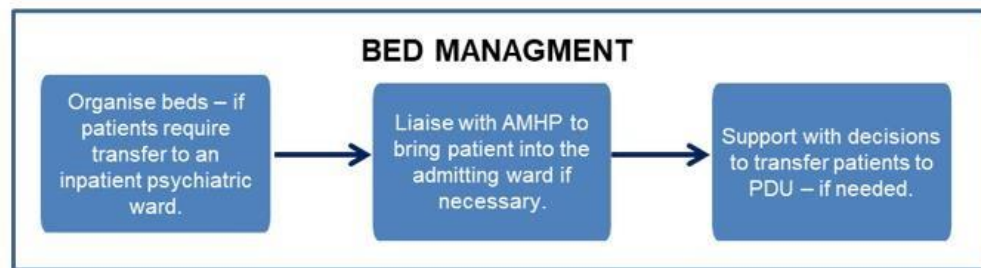 BED MANAGMENT
Organise beds – if
patients require
transfer to an
inpatient psychiatric
ward.
Liaise with AMHP to
bring patient into the
admitting ward if
necessary.
Support with decisions
to transfer patients to
PDU – if needed.